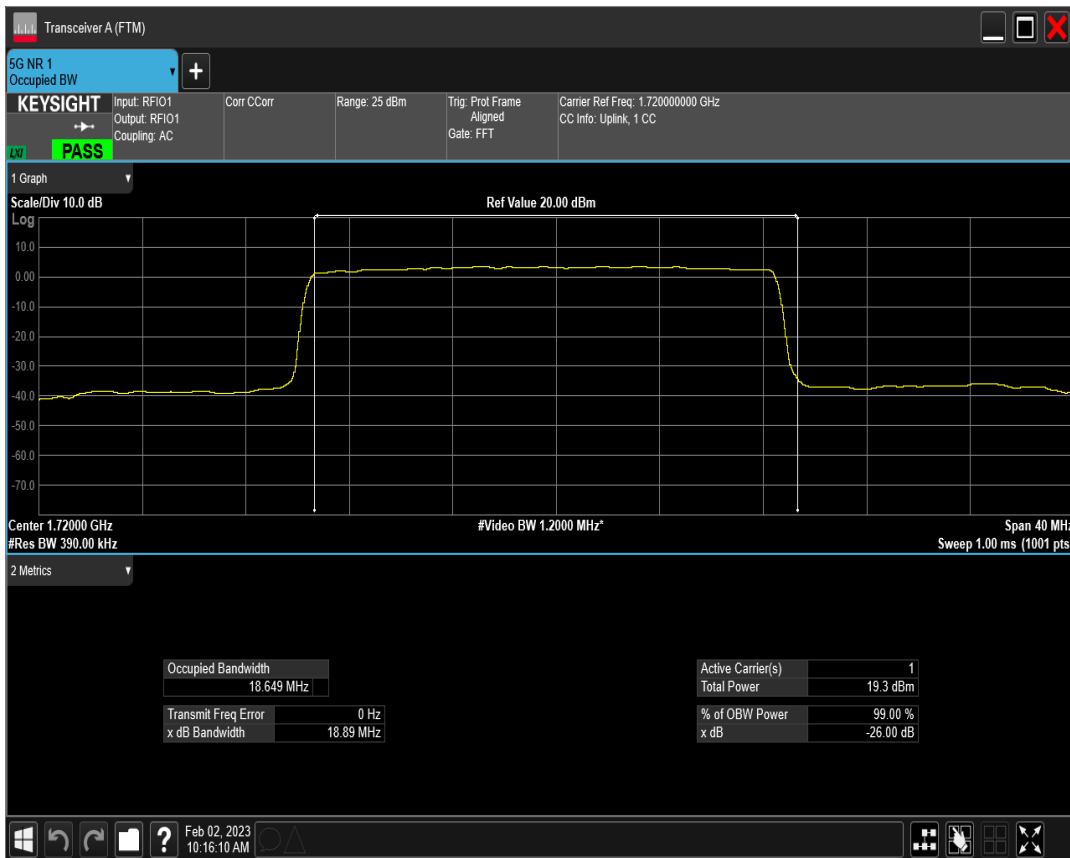 Transceiver A (FTM)
5G NR 1
Occupied BW
+
KEYSIGHT
LXI
PASS
Input: RFIO1
Output: RFIO1
Coupling: AC
Corr CCorr
Range: 25 dBm
Trig: Prot Frame
Aligned
Gate: FFT
Carrier Ref Freq: 1.720000000 GHz
CC Info: Uplink, 1 CC
1 Graph
Scale/Div 10.0 dB
Ref Value 20.00 dBm
Log
10.0
0.00
-10.0
-20.0
-30.0
-40.0
-50.0
-60.0
-70.0
Center 1.72000 GHz
#Video BW 1.2000 MHz*
Span 40 MHz
#Res BW 390.00 kHz
Sweep 1.00 ms (1001 pts
2 Metrics
Occupied Bandwidth
18.649 MHz
Transmit Freq Error 0 Hz
x dB Bandwidth 18.89 MHz
Active Carrier(s) 1
Total Power 19.3 dBm
% of OBW Power 99.00 %
x dB -26.00 dB
?
Feb 02, 2023
10:16:10 AM